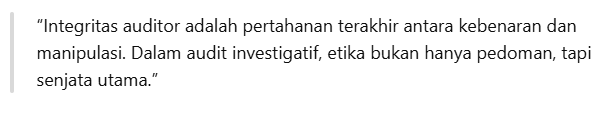 “Integritas auditor adalah pertahanan terakhir antara kebenaran dan
manipulasi. Dalam audit investigatif, etika bukan hanya pedoman, tapi
senjata utama.”